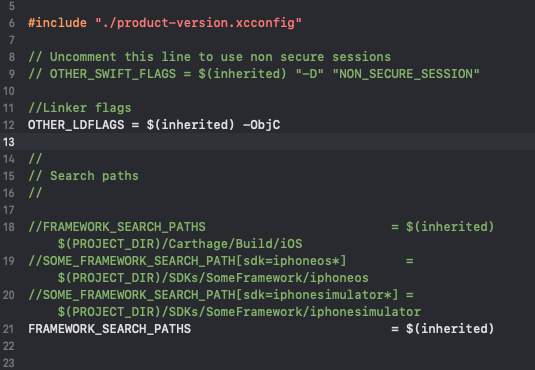 5
6 #include "./product-version.xcconfig"
7
8 // Uncomment this line to use non secure sessions
9 // OTHER_SWIFT_FLAGS = $(inherited) "-D" "NON_SECURE_SESSION"
10
11 //Linker flags
12 OTHER_LDFLAGS = $(inherited) -ObjC
13
14 //
15 // Search paths
16 //
17
18 //FRAMEWORK_SEARCH_PATHS = $(inherited)
$(PROJECT_DIR)/Carthage/Build/iOS
19 //SOME_FRAMEWORK_SEARCH_PATH[sdk=iphoneos*] =
$(PROJECT_DIR)/SDKs/SomeFramework/iphoneos
20 //SOME_FRAMEWORK_SEARCH_PATH[sdk=iphonesimulator*] =
$(PROJECT_DIR)/SDKs/SomeFramework/iphonesimulator
21 FRAMEWORK_SEARCH_PATHS = $(inherited)
22
23